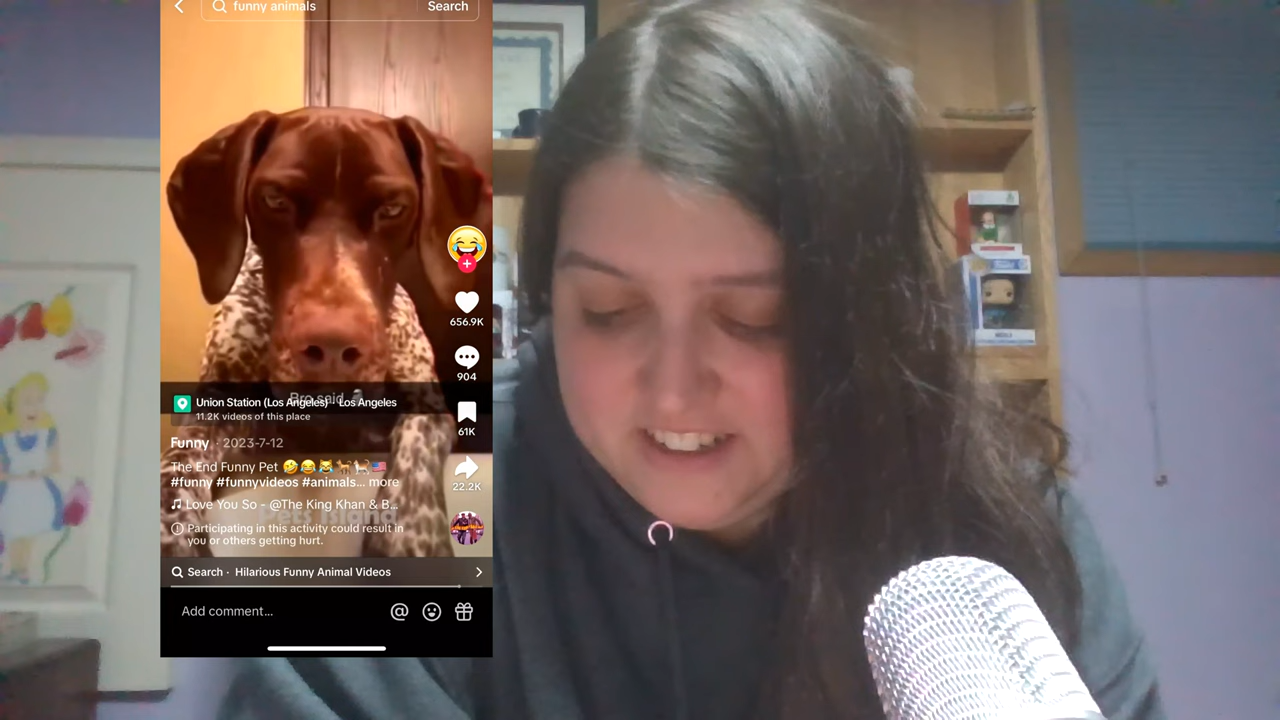 funny animals
Search
656.9K
904
Bro said
Union Station (Los Angeles) · Los Angeles
11.2K videos of this place
61K
Funny · 2023-7-12
The End Funny Pet 🤣😂😹🐕🐈🇺🇸
#funny #funnyvideos #animals... more
22.2K
♫ Love You So - @The King Khan & B...
Participating in this activity could result in
you or others getting hurt.
Search · Hilarious Funny Animal Videos
Add comment...